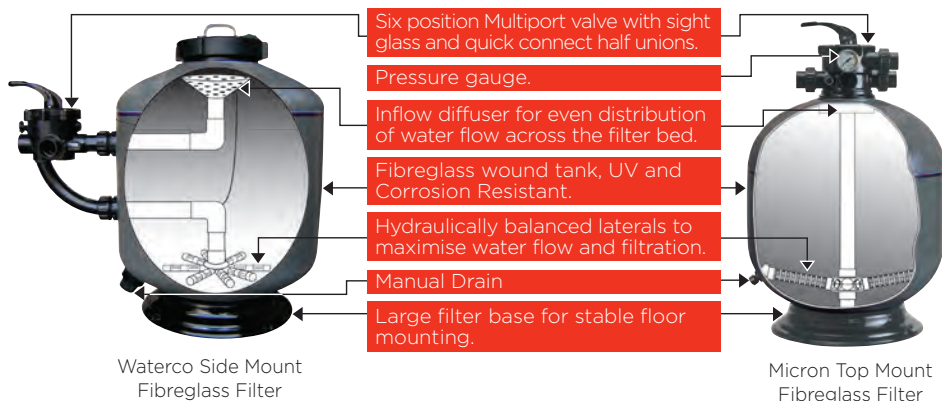 Six position Multiport valve with sight
glass and quick connect half unions.
Pressure gauge.
Inflow diffuser for even distribution
of water flow across the filter bed.
Fibreglass wound tank, UV and
Corrosion Resistant.
Hydraulically balanced laterals to
maximise water flow and filtration.
Manual Drain
Large filter base for stable floor
mounting.
Waterco Side Mount
Fibreglass Filter
Micron Top Mount
Fibreglass Filter